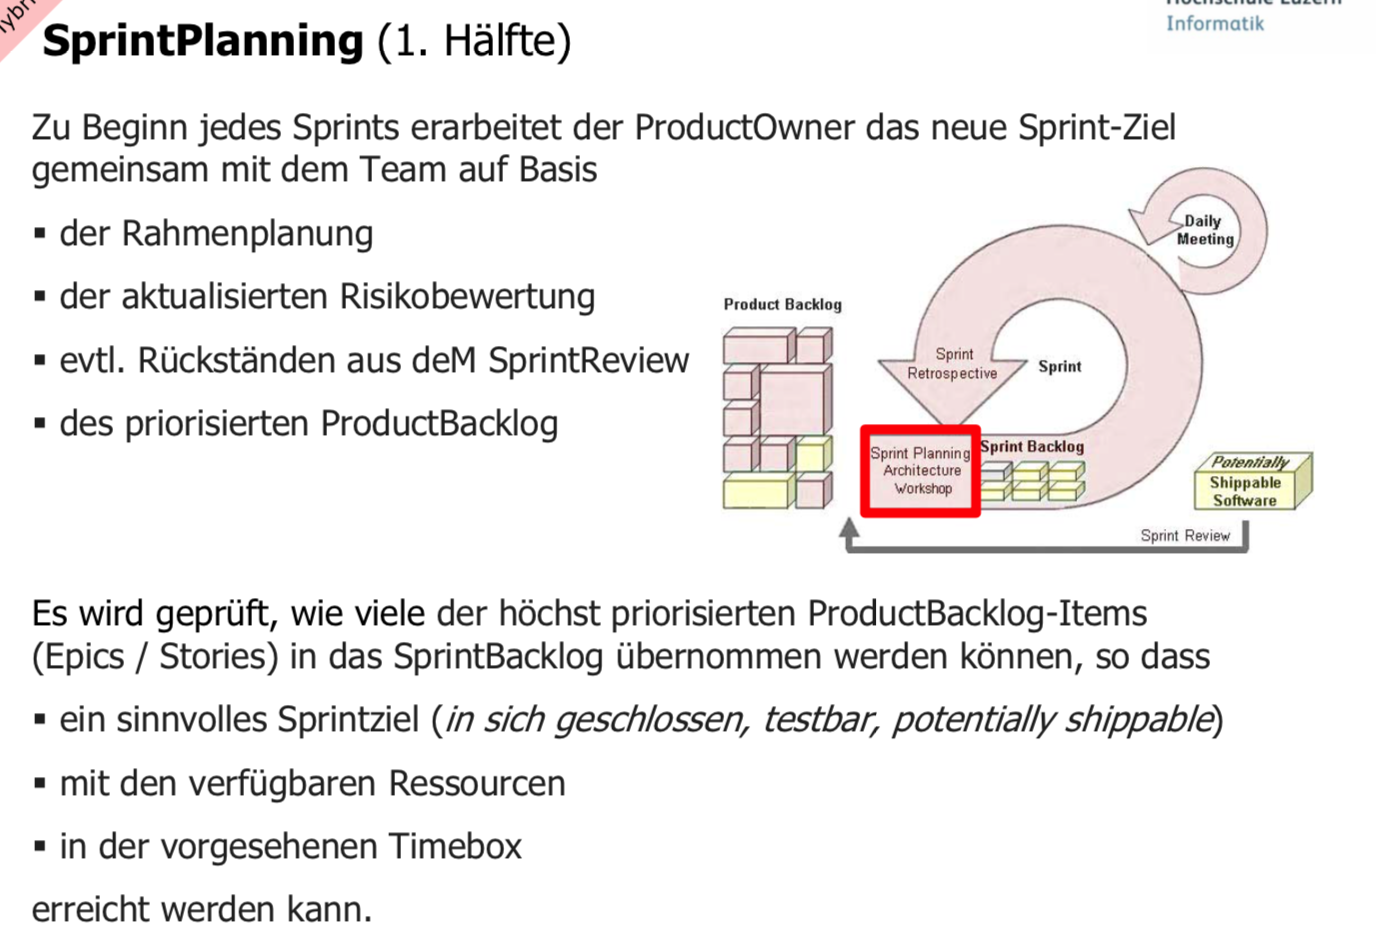 SprintPlanning (1. Hälfte)
Informatik
Zu Beginn jedes Sprints erarbeitet der ProductOwner das neue Sprint-Ziel
gemeinsam mit dem Team auf Basis
▪ der Rahmenplanung
▪ der aktualisierten Risikobewertung
▪ evtl. Rückständen aus deM SprintReview
▪ des priorisierten ProductBacklog
Daily
Meeting
Product Backlog
Sprint
Retrospective
Sprint
Sprint Planning
Architecture
Workshop
Sprint Backlog
Potentially
Shippable
Software
Sprint Review
Es wird geprüft, wie viele der höchst priorisierten ProductBacklog-Items
(Epics / Stories) in das SprintBacklog übernommen werden können, so dass
▪ ein sinnvolles Sprintziel (in sich geschlossen, testbar, potentially shippable)
▪ mit den verfügbaren Ressourcen
▪ in der vorgesehenen Timebox
erreicht werden kann.